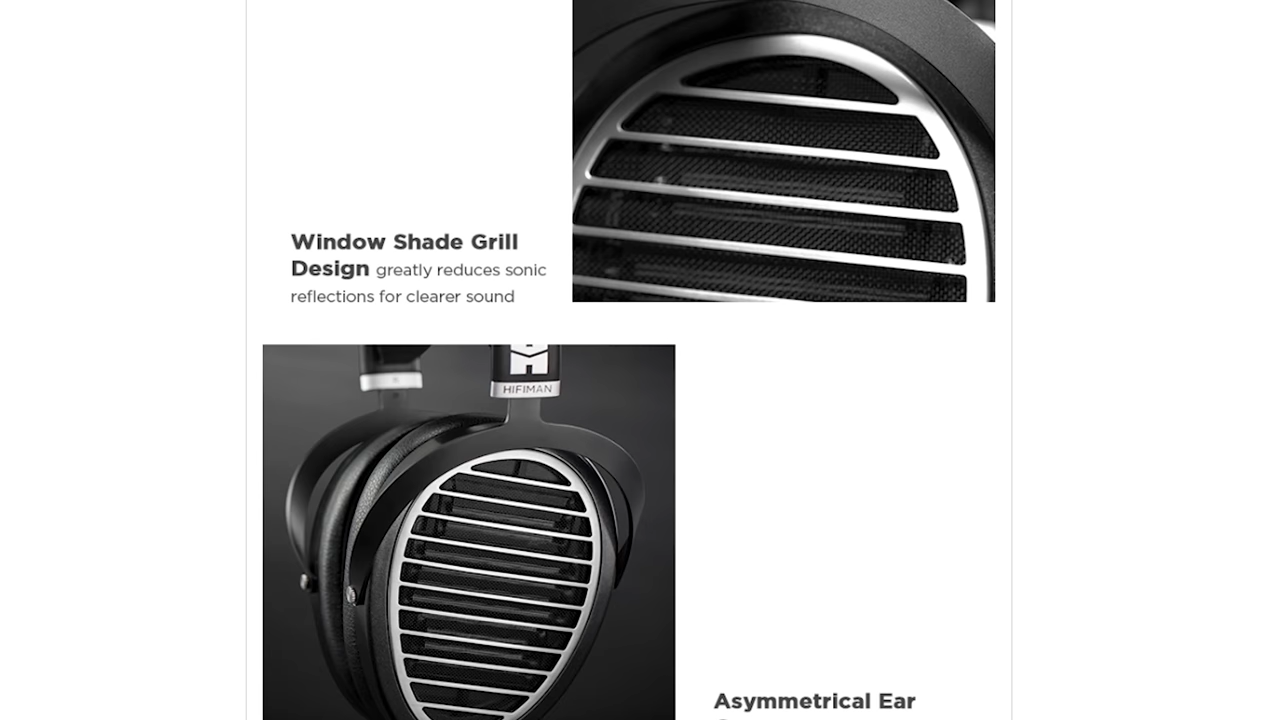 Window Shade Grill
Design greatly reduces sonic
reflections for clearer sound
HIFIMAN
Asymmetrical Ear